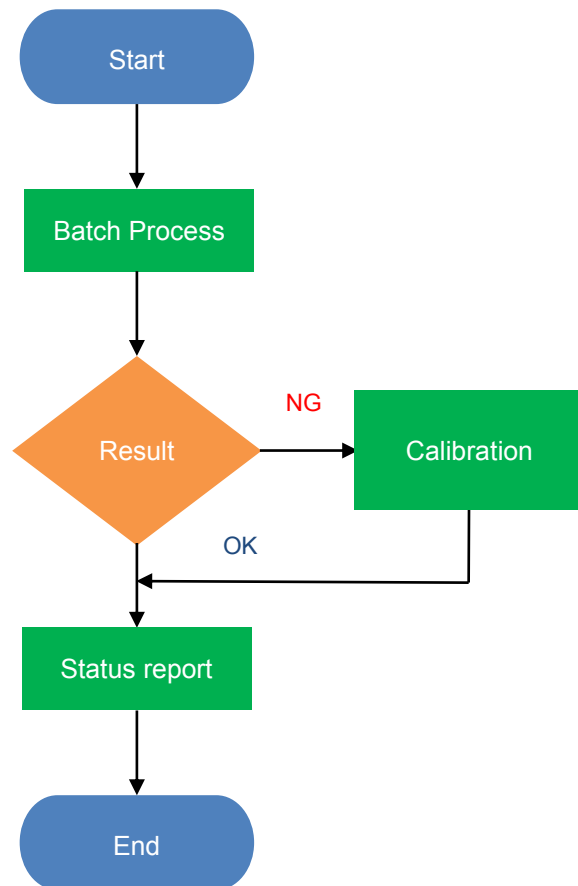 Start
Batch Process
NG
Result
Calibration
OK
Status report
End